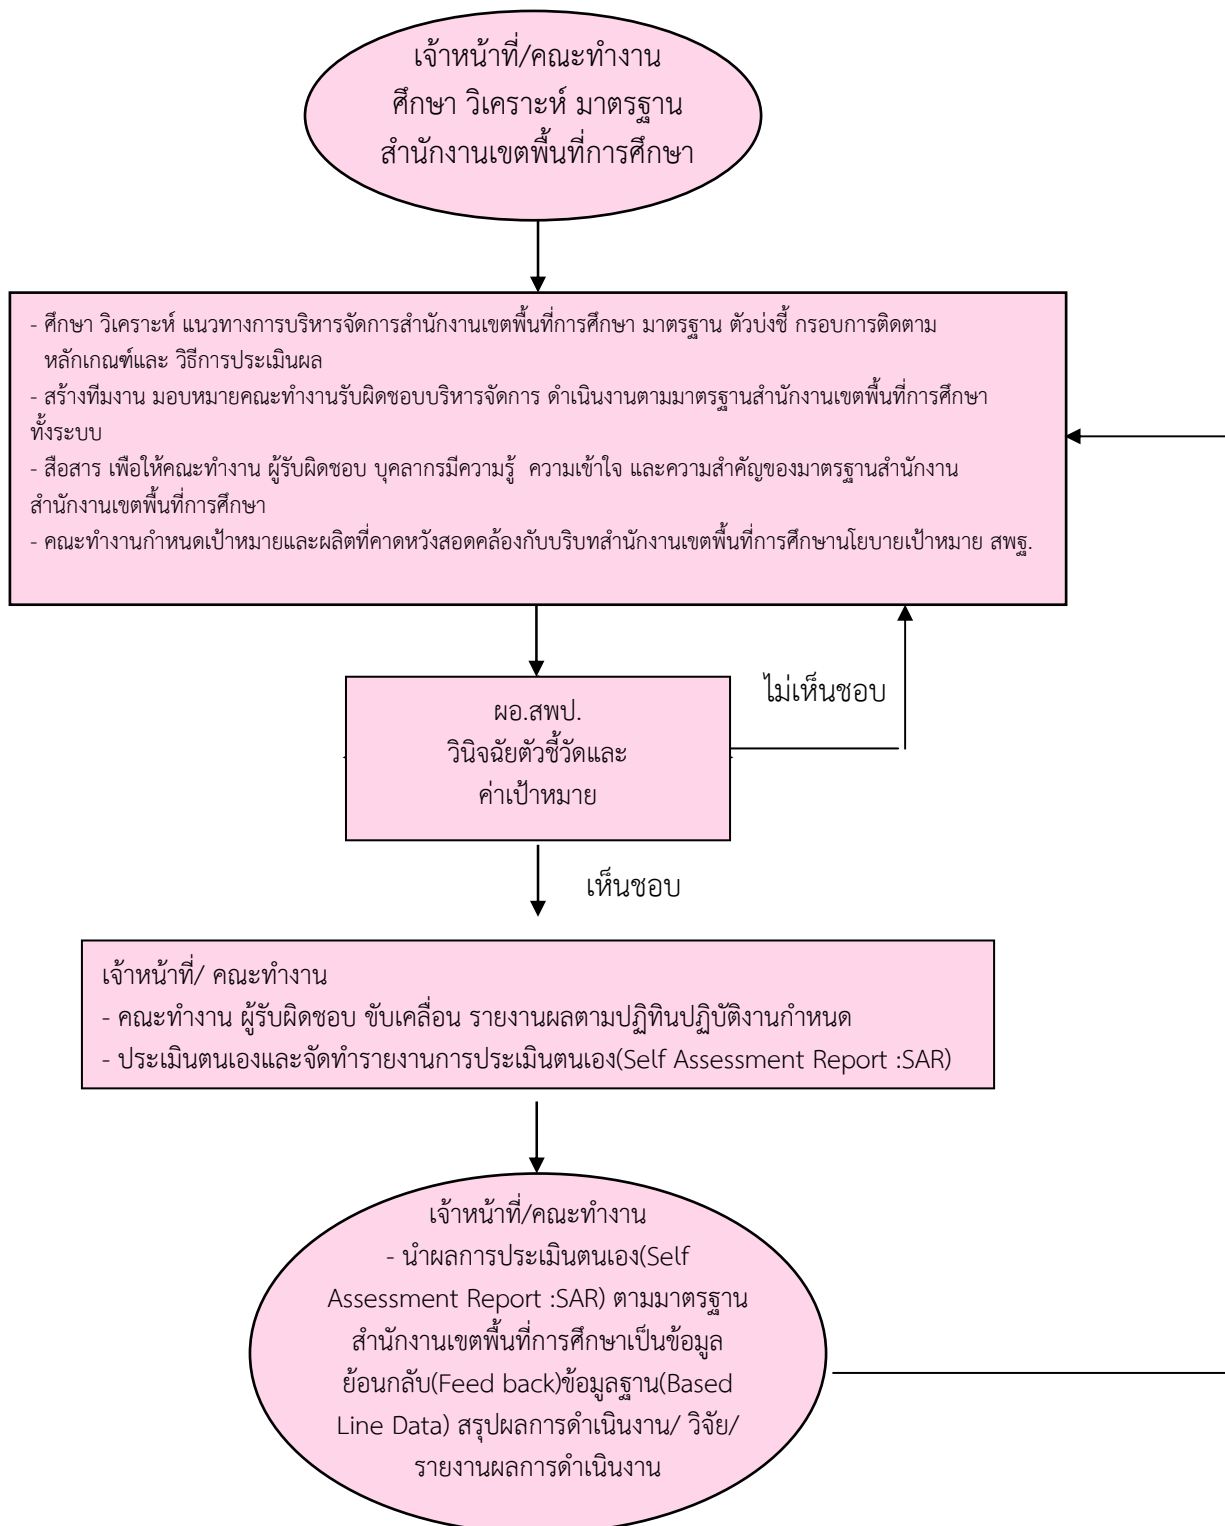 เจ้าหน้าที่/คณะทำงาน
ศึกษา วิเคราะห์ มาตรฐาน
สำนักงานเขตพื้นที่การศึกษา
- ศึกษา วิเคราะห์ แนวทางการบริหารจัดการสำนักงานเขตพื้นที่การศึกษา มาตรฐาน ตัวบ่งชี้ กรอบการติดตาม
หลักเกณฑ์และ วิธีการประเมินผล
- สร้างทีมงาน มอบหมายคณะทำงานรับผิดชอบบริหารจัดการ ดำเนินงานตามมาตรฐานสำนักงานเขตพื้นที่การศึกษา
ทั้งระบบ
- สือสาร เพือให้คณะทำงาน ผู้รับผิดชอบ บุคลากรมีความรู้ ความเข้าใจ และความสำคัญของมาตรฐานสำนักงาน
สำนักงานเขตพื้นที่การศึกษา
- คณะทำงานกำหนดเป้าหมายและผลิตที่คาดหวังสอดคล้องกับบริบทสำนักงานเขตพื้นที่การศึกษานโยบายเป้าหมาย สพฐ.
ไม่เห็นชอบ
ผอ.สพป.
วินิจฉัยตัวชี้วัดและ
ค่าเป้าหมาย
เห็นชอบ
เจ้าหน้าที่/ คณะทำงาน
- คณะทำงาน ผู้รับผิดชอบ ขับเคลื่อน รายงานผลตามปฏิทินปฏิบัติงานกำหนด
- ประเมินตนเองและจัดทำรายงานการประเมินตนเอง(Self Assessment Report :SAR)
เจ้าหน้าที่/คณะทำงาน
- นำผลการประเมินตนเอง(Self
Assessment Report :SAR) ตามมาตรฐาน
สำนักงานเขตพื้นที่การศึกษาเป็นข้อมูล
ย้อนกลับ(Feed back)ข้อมูลฐาน(Based
Line Data) สรุปผลการดำเนินงาน/ วิจัย/
รายงานผลการดำเนินงาน